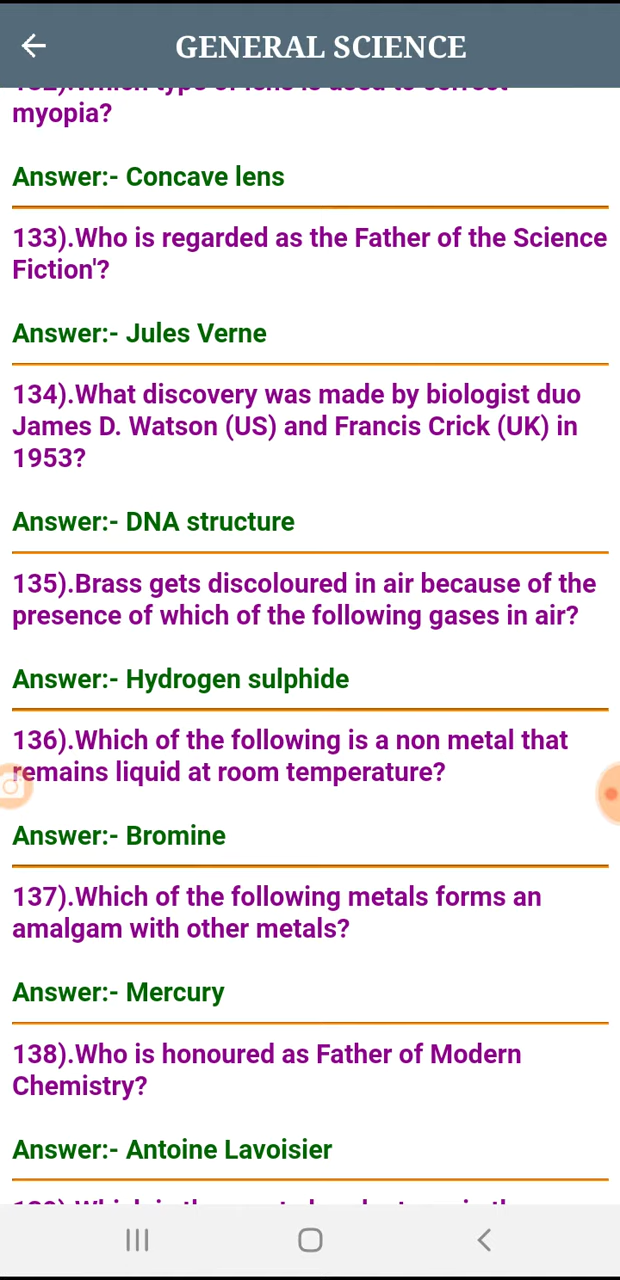 GENERAL SCIENCE
myopia?
Answer:- Concave lens
133).Who is regarded as the Father of the Science
Fiction'?
Answer:- Jules Verne
134).What discovery was made by biologist duo
James D. Watson (US) and Francis Crick (UK) in
1953?
Answer:- DNA structure
135).Brass gets discoloured in air because of the
presence of which of the following gases in air?
Answer:- Hydrogen sulphide
136).Which of the following is a non metal that
remains liquid at room temperature?
Answer:- Bromine
137).Which of the following metals forms an
amalgam with other metals?
Answer:- Mercury
138).Who is honoured as Father of Modern
Chemistry?
Answer:- Antoine Lavoisier